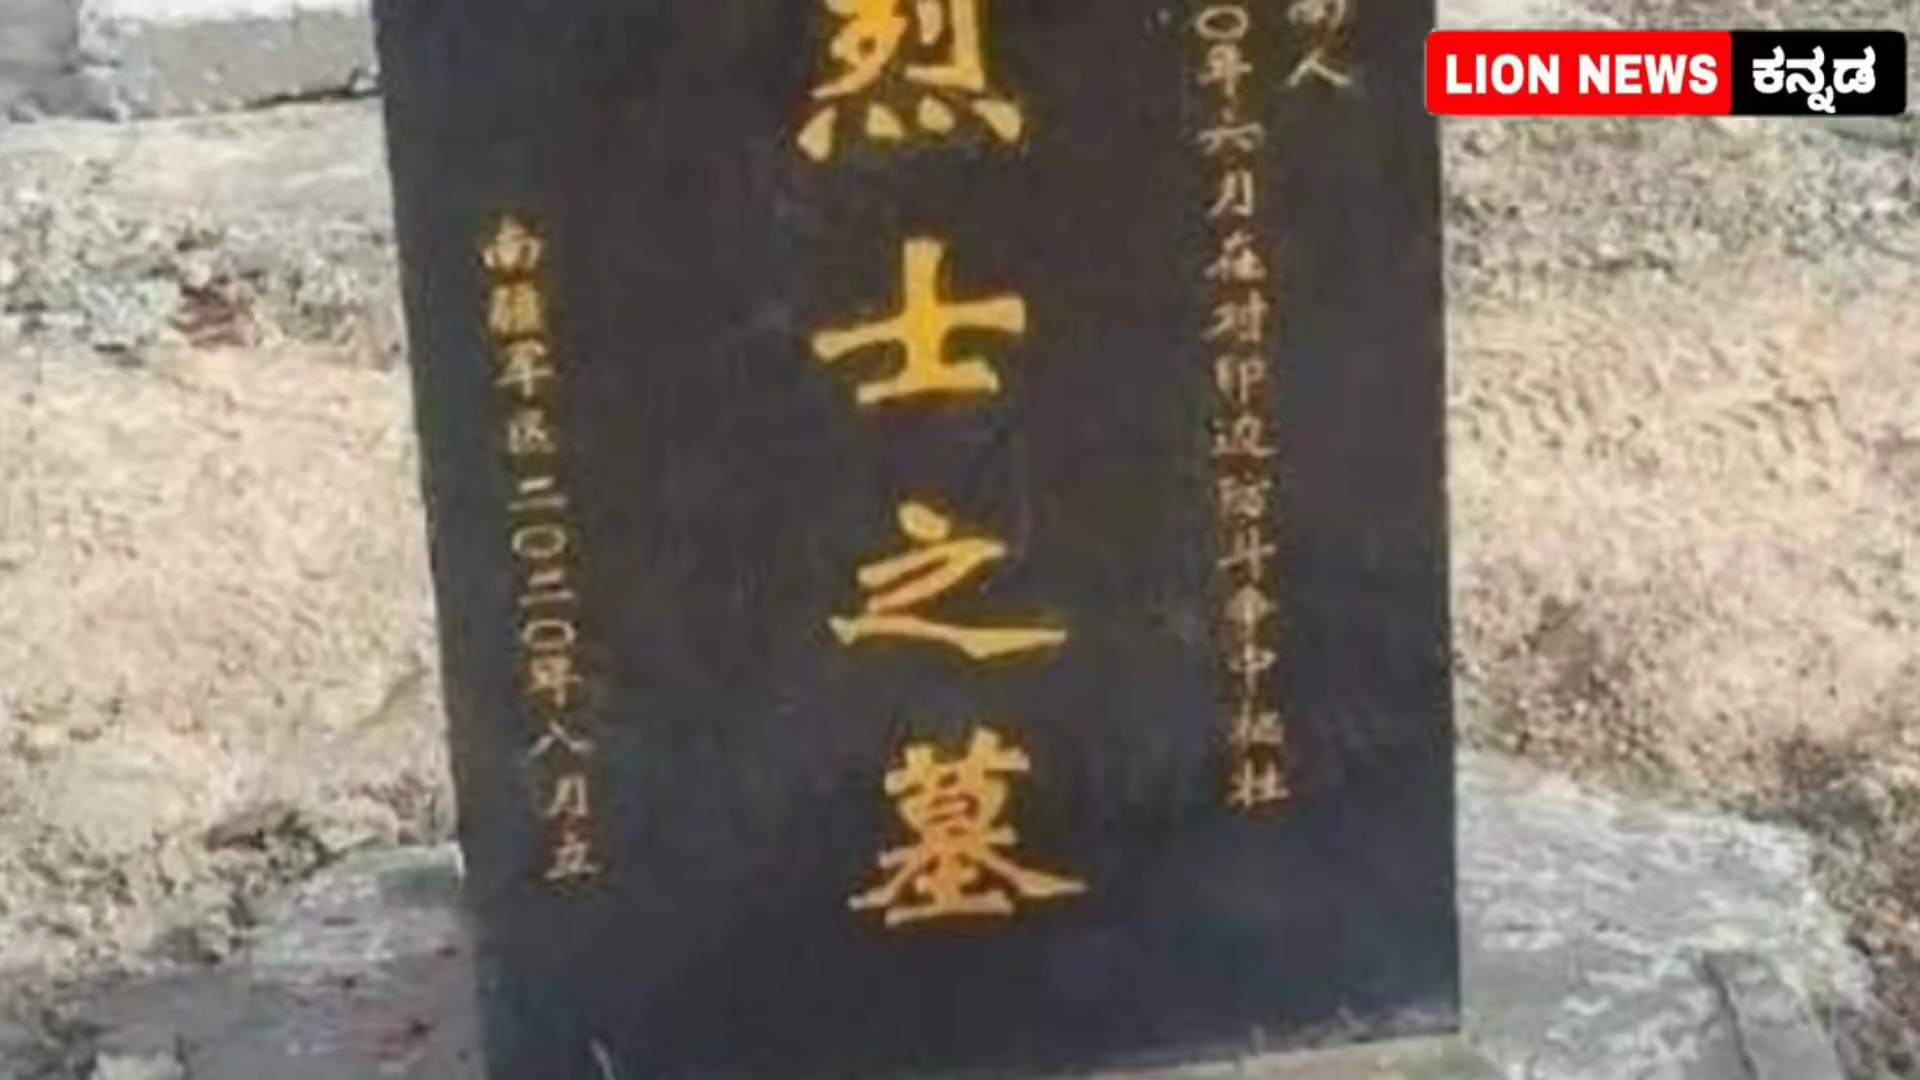 LION NEWS ಕನ್ನಡ
南人
〇年六月在对印边防斗争中牺牲
烈士之墓
南疆军区二〇二〇年八月立